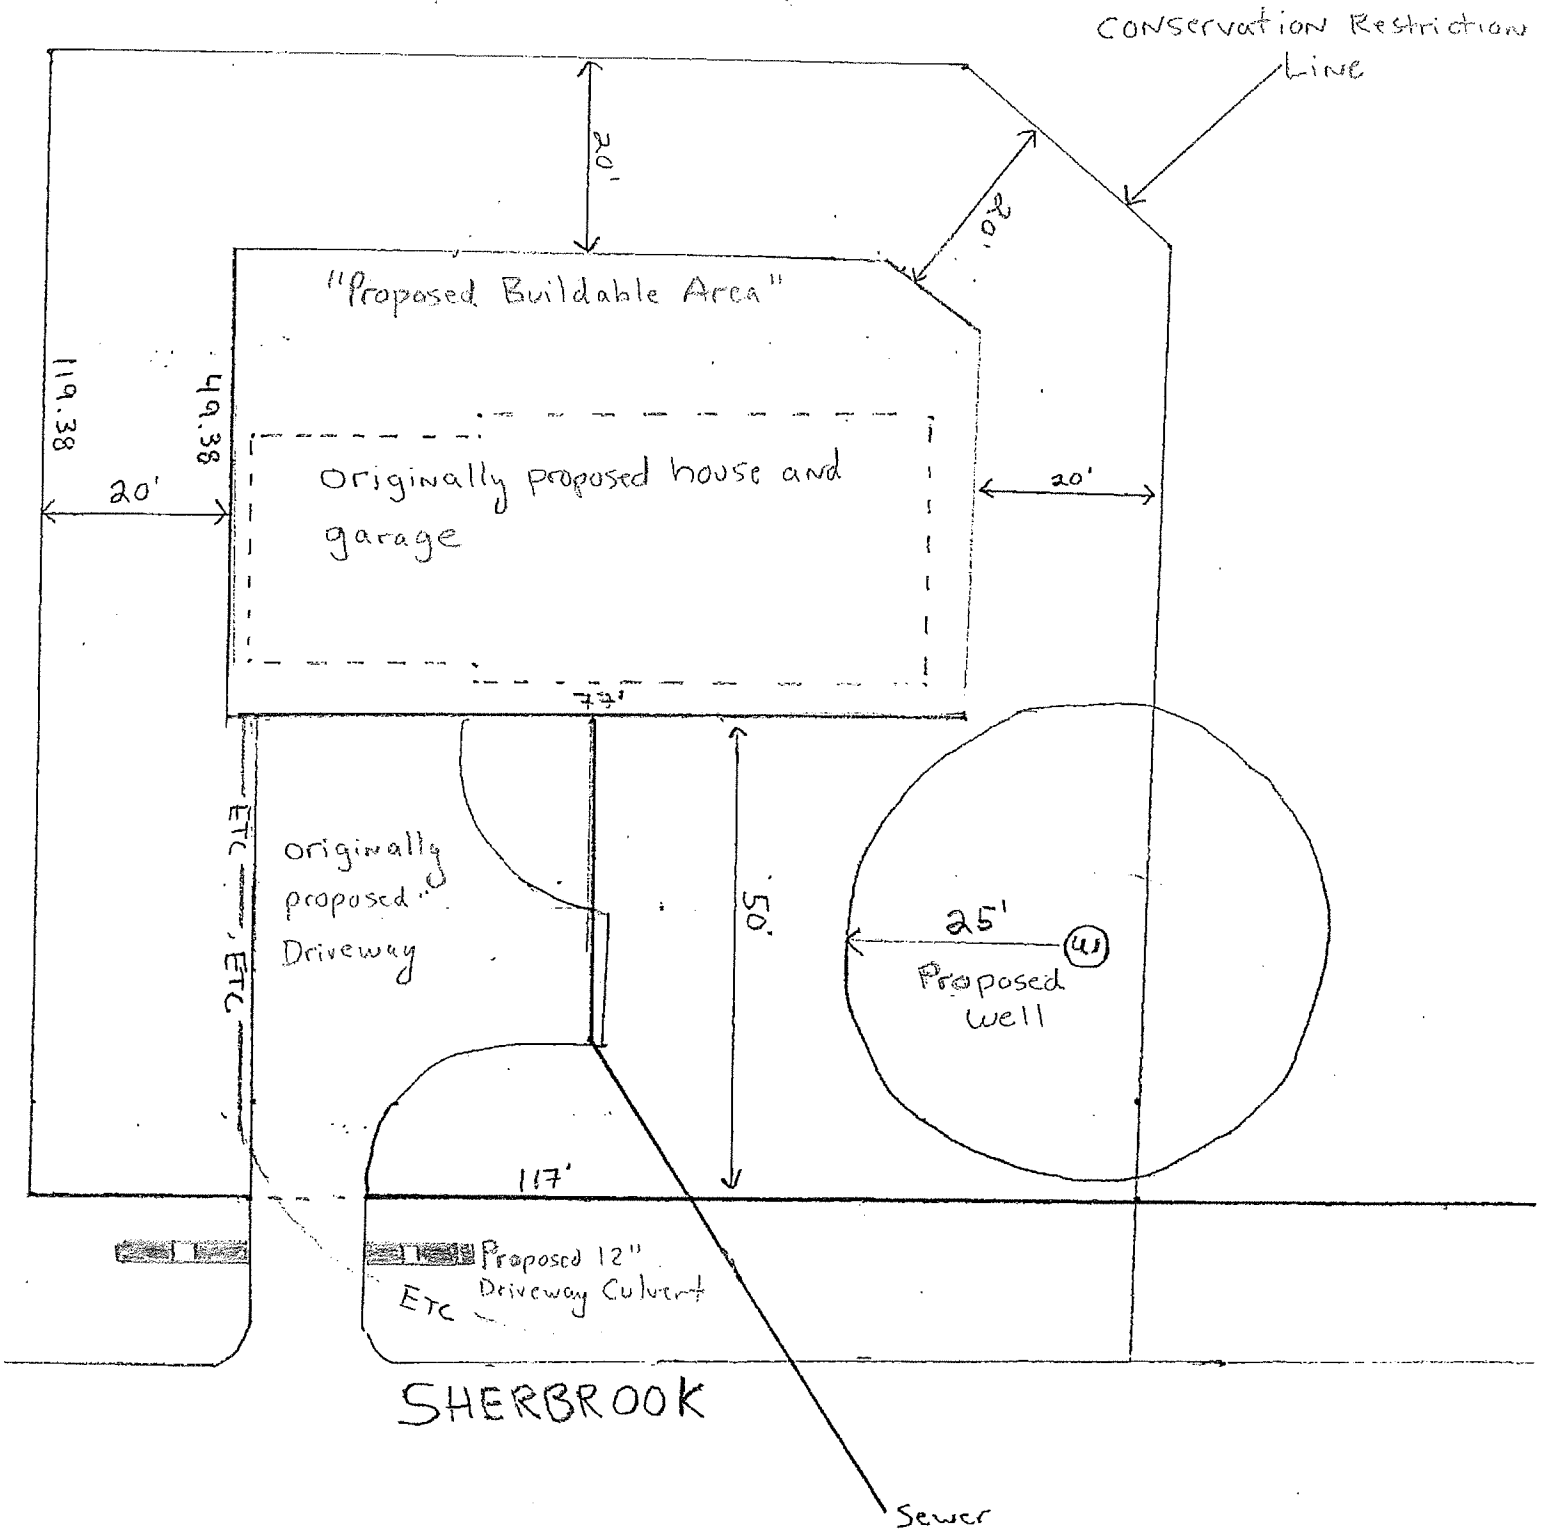 Conservation Restriction
Line
20'
20'
"Proposed Buildable Area"
119.38
49.38
20'
20'
Originally proposed house and
garage
77'
ETC
ETC
originally
proposed"
Driveway
50'
25'
W
Proposed
Well
117'
Proposed 12"
Driveway Culvert
ETC
SHERBROOK
Sewer